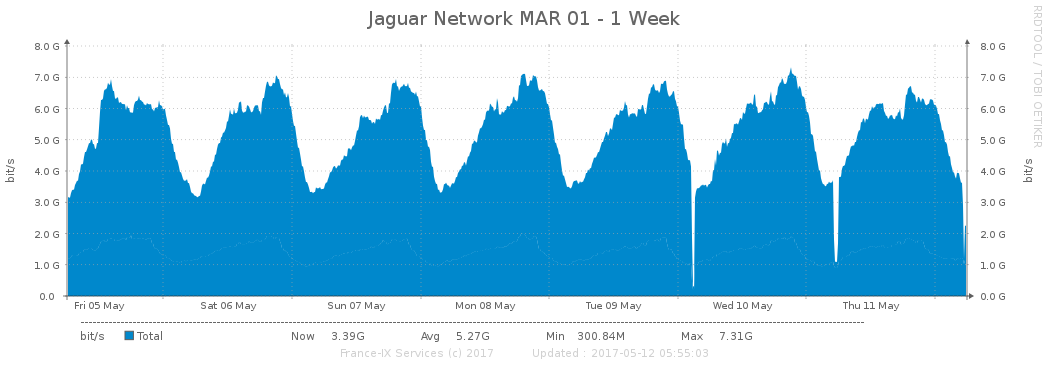 Jaguar Network MAR 01 - 1 Week
RRDTOOL / TOBI OETIKER
bit/s
8.0 G
7.0 G
6.0 G
5.0 G
4.0 G
3.0 G
2.0 G
1.0 G
0.0
8.0 G
7.0 G
6.0 G
5.0 G
4.0 G
3.0 G
2.0 G
1.0 G
0.0 G
bit/s
Fri 05 May Sat 06 May Sun 07 May Mon 08 May Tue 09 May Wed 10 May Thu 11 May
bit/s Total Now 3.39G Avg 5.27G Min 300.84M Max 7.31G
France-IX Services (c) 2017 Updated : 2017-05-12 05:55:03